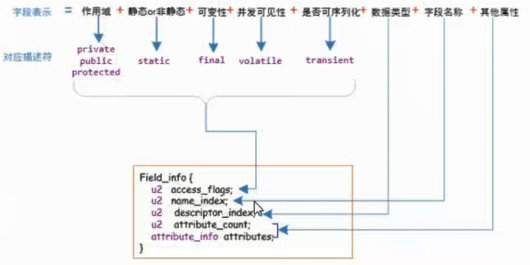 字段表示 = 作用域 + 静态or非静态 + 可变性 + 并发可见性 + 是否可序列化 + 数据类型 + 字段名称 + 其他属性
对应描述符
private
public
protected
static
final
volatile
transient
Field_info {
u2 access_flags;
u2 name_index;
u2 descriptor_index;
u2 attribute_count;
attribute_info attributes;
}